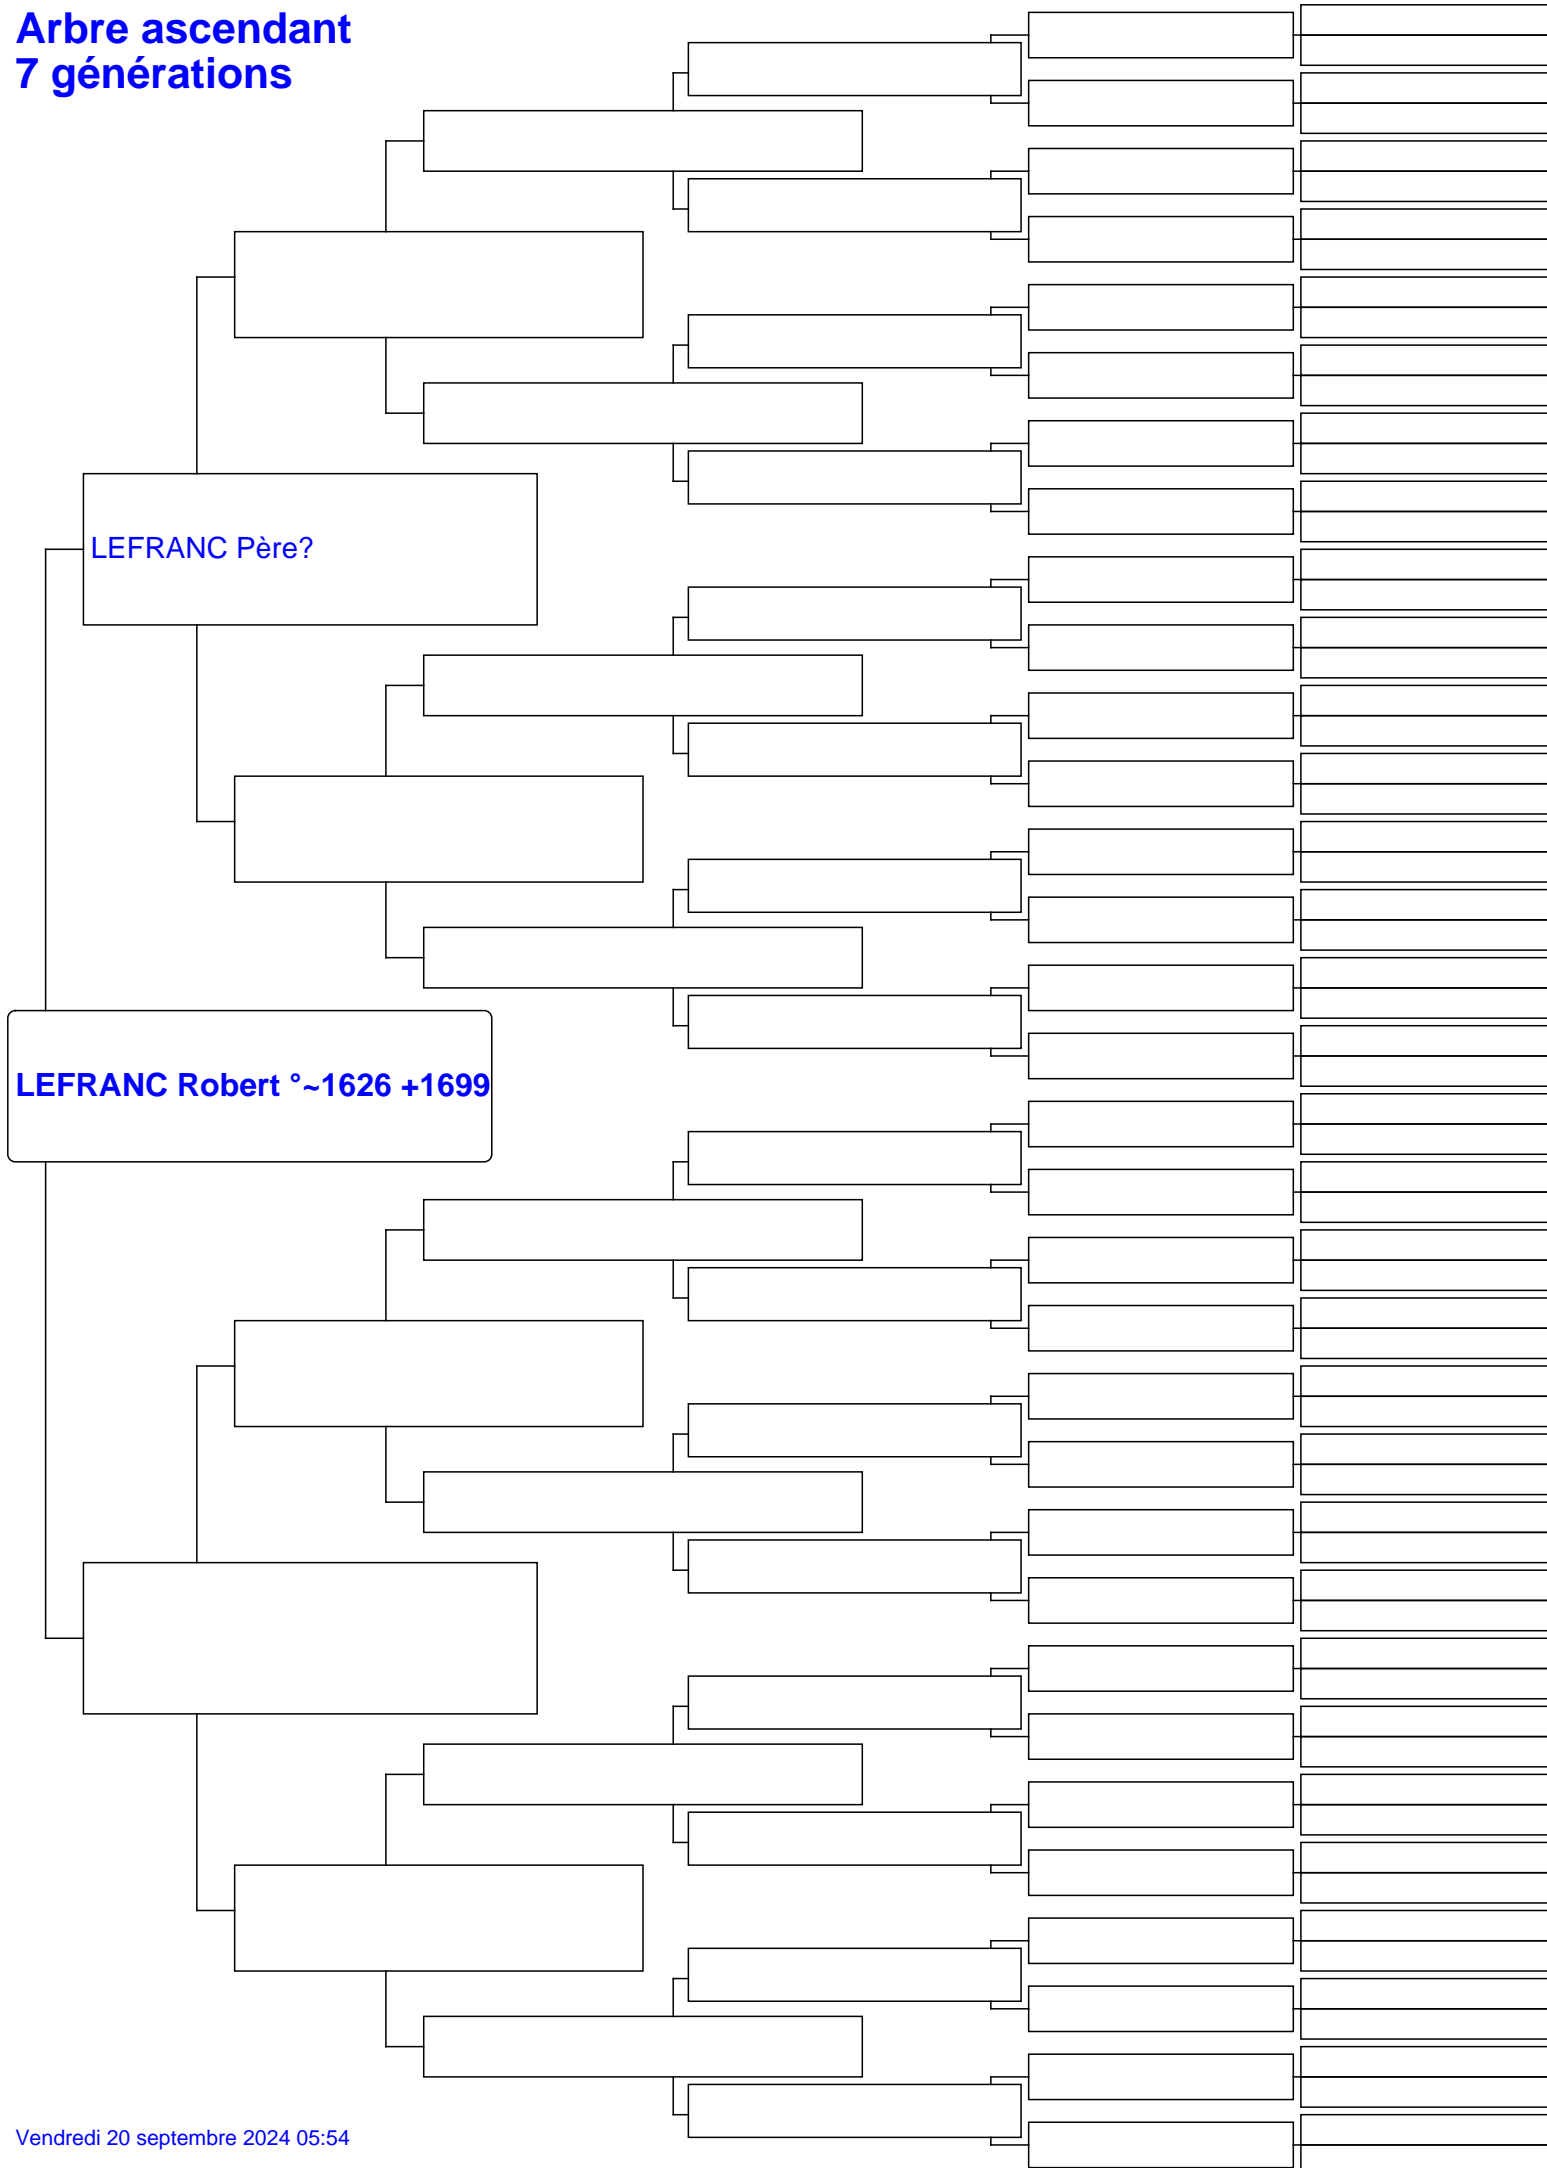 Arbre ascendant
7 générations
LEFRANC Père?
LEFRANC Robert °~1626 +1699
Vendredi 20 septembre 2024 05:54